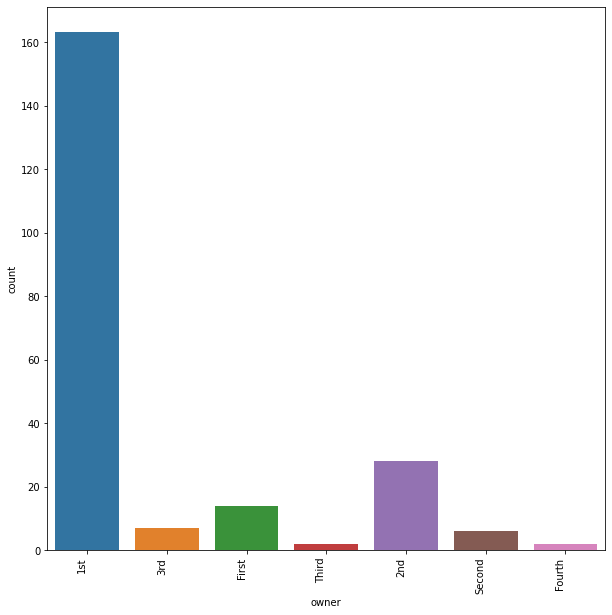 160
140
120
100
80
60
40
20
0
count
1st
3rd
First
Third
2nd
Second
Fourth
owner